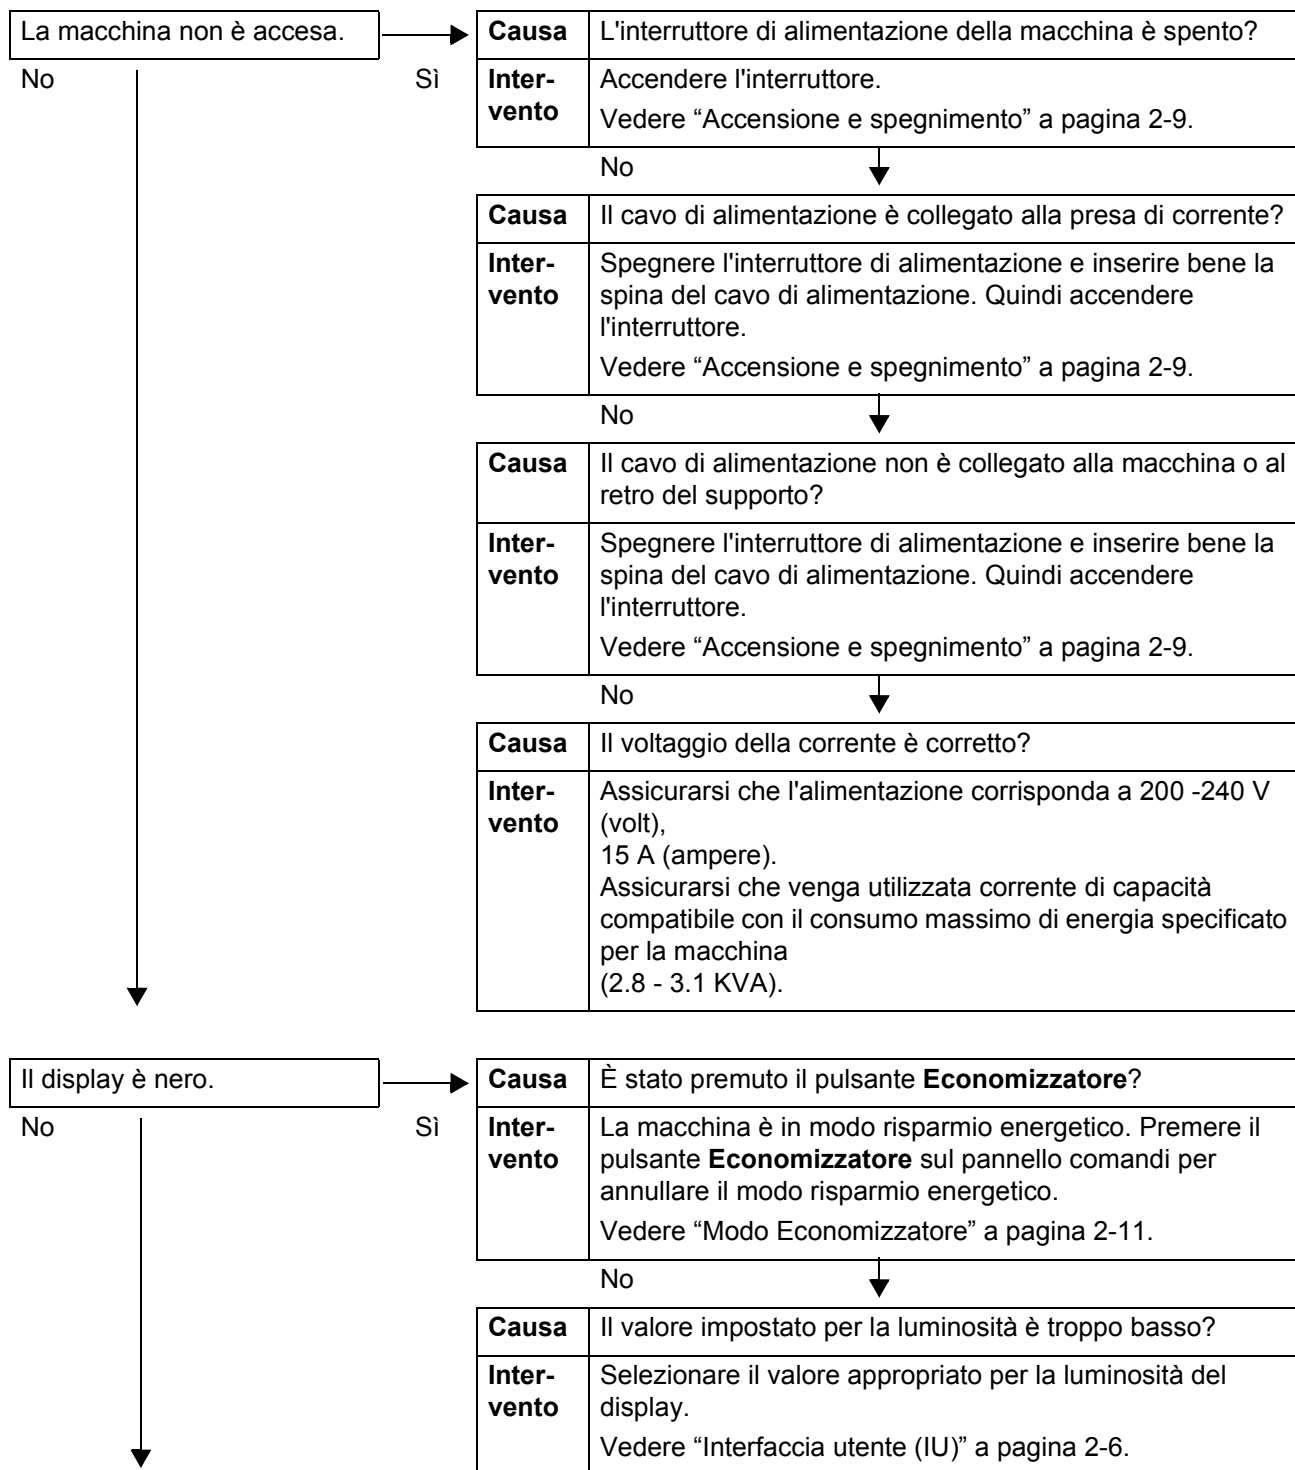 La macchina non è accesa.
No
Sì
Causa L'interruttore di alimentazione della macchina è spento?
Inter-
vento
Accendere l'interruttore.
Vedere “Accensione e spegnimento” a pagina 2-9.
No
Causa Il cavo di alimentazione è collegato alla presa di corrente?
Inter-
vento
Spegnere l'interruttore di alimentazione e inserire bene la
spina del cavo di alimentazione. Quindi accendere
l'interruttore.
Vedere “Accensione e spegnimento” a pagina 2-9.
No
Causa
Il cavo di alimentazione non è collegato alla macchina o al
retro del supporto?
Inter-
vento
Spegnere l'interruttore di alimentazione e inserire bene la
spina del cavo di alimentazione. Quindi accendere
l'interruttore.
Vedere “Accensione e spegnimento” a pagina 2-9.
No
Causa Il voltaggio della corrente è corretto?
Inter-
vento
Assicurarsi che l'alimentazione corrisponda a 200 -240 V
(volt),
15 A (ampere).
Assicurarsi che venga utilizzata corrente di capacità
compatibile con il consumo massimo di energia specificato
per la macchina
(2.8 - 3.1 KVA).
Il display è nero.
No
Sì
Causa È stato premuto il pulsante Economizzatore?
Inter-
vento
La macchina è in modo risparmio energetico. Premere il
pulsante Economizzatore sul pannello comandi per
annullare il modo risparmio energetico.
Vedere “Modo Economizzatore” a pagina 2-11.
No
Causa Il valore impostato per la luminosità è troppo basso?
Inter-
vento
Selezionare il valore appropriato per la luminosità del
display.
Vedere “Interfaccia utente (IU)” a pagina 2-6.